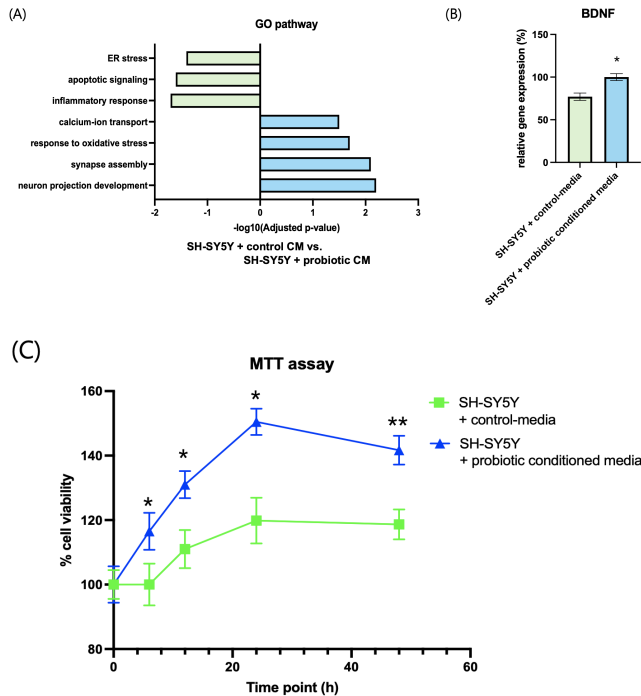 (A)
GO pathway
ER stress
apoptotic signaling
inflammatory response
calcium-ion transport
response to oxidative stress
synapse assembly
neuron projection development
-2 -1 0 1 2 3
-log10(Adjusted p-value)
SH-SY5Y + control CM vs.
SH-SY5Y + probiotic CM
(B)
BDNF
relative gene expression (%)
150
100
50
0
*
SH-SY5Y + control-media
SH-SY5Y + probiotic conditioned media
(C)
MTT assay
% cell viability
160
140
120
100
80
* * * **
0 20 40 60
Time point (h)
SH-SY5Y
+ control-media
SH-SY5Y
+ probiotic conditioned media